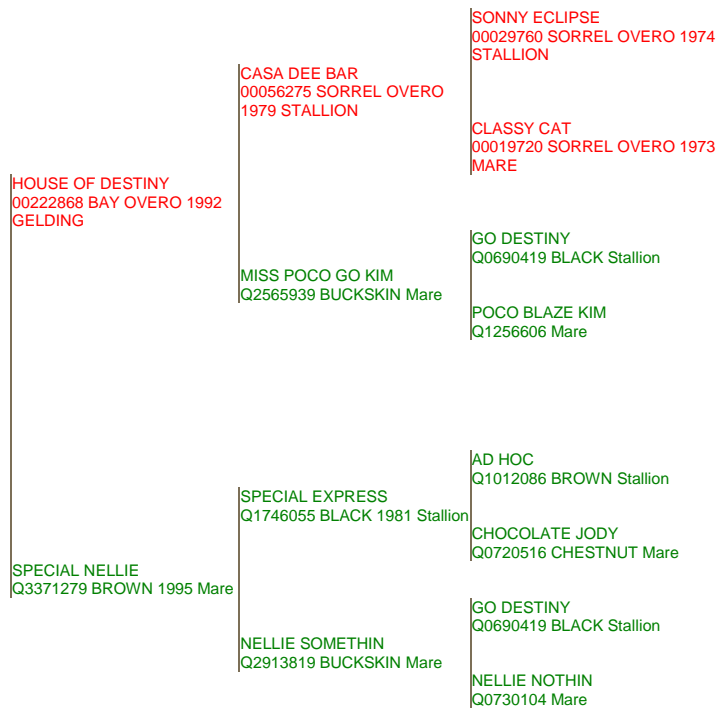 SONNY ECLIPSE
00029760 SORREL OVERO 1974
STALLION
CASA DEE BAR
00056275 SORREL OVERO
1979 STALLION
CLASSY CAT
00019720 SORREL OVERO 1973
MARE
HOUSE OF DESTINY
00222868 BAY OVERO 1992
GELDING
GO DESTINY
Q0690419 BLACK Stallion
MISS POCO GO KIM
Q2565939 BUCKSKIN Mare
POCO BLAZE KIM
Q1256606 Mare
AD HOC
Q1012086 BROWN Stallion
SPECIAL EXPRESS
Q1746055 BLACK 1981 Stallion
CHOCOLATE JODY
Q0720516 CHESTNUT Mare
SPECIAL NELLIE
Q3371279 BROWN 1995 Mare
GO DESTINY
Q0690419 BLACK Stallion
NELLIE SOMETHIN
Q2913819 BUCKSKIN Mare
NELLIE NOTHIN
Q0730104 Mare